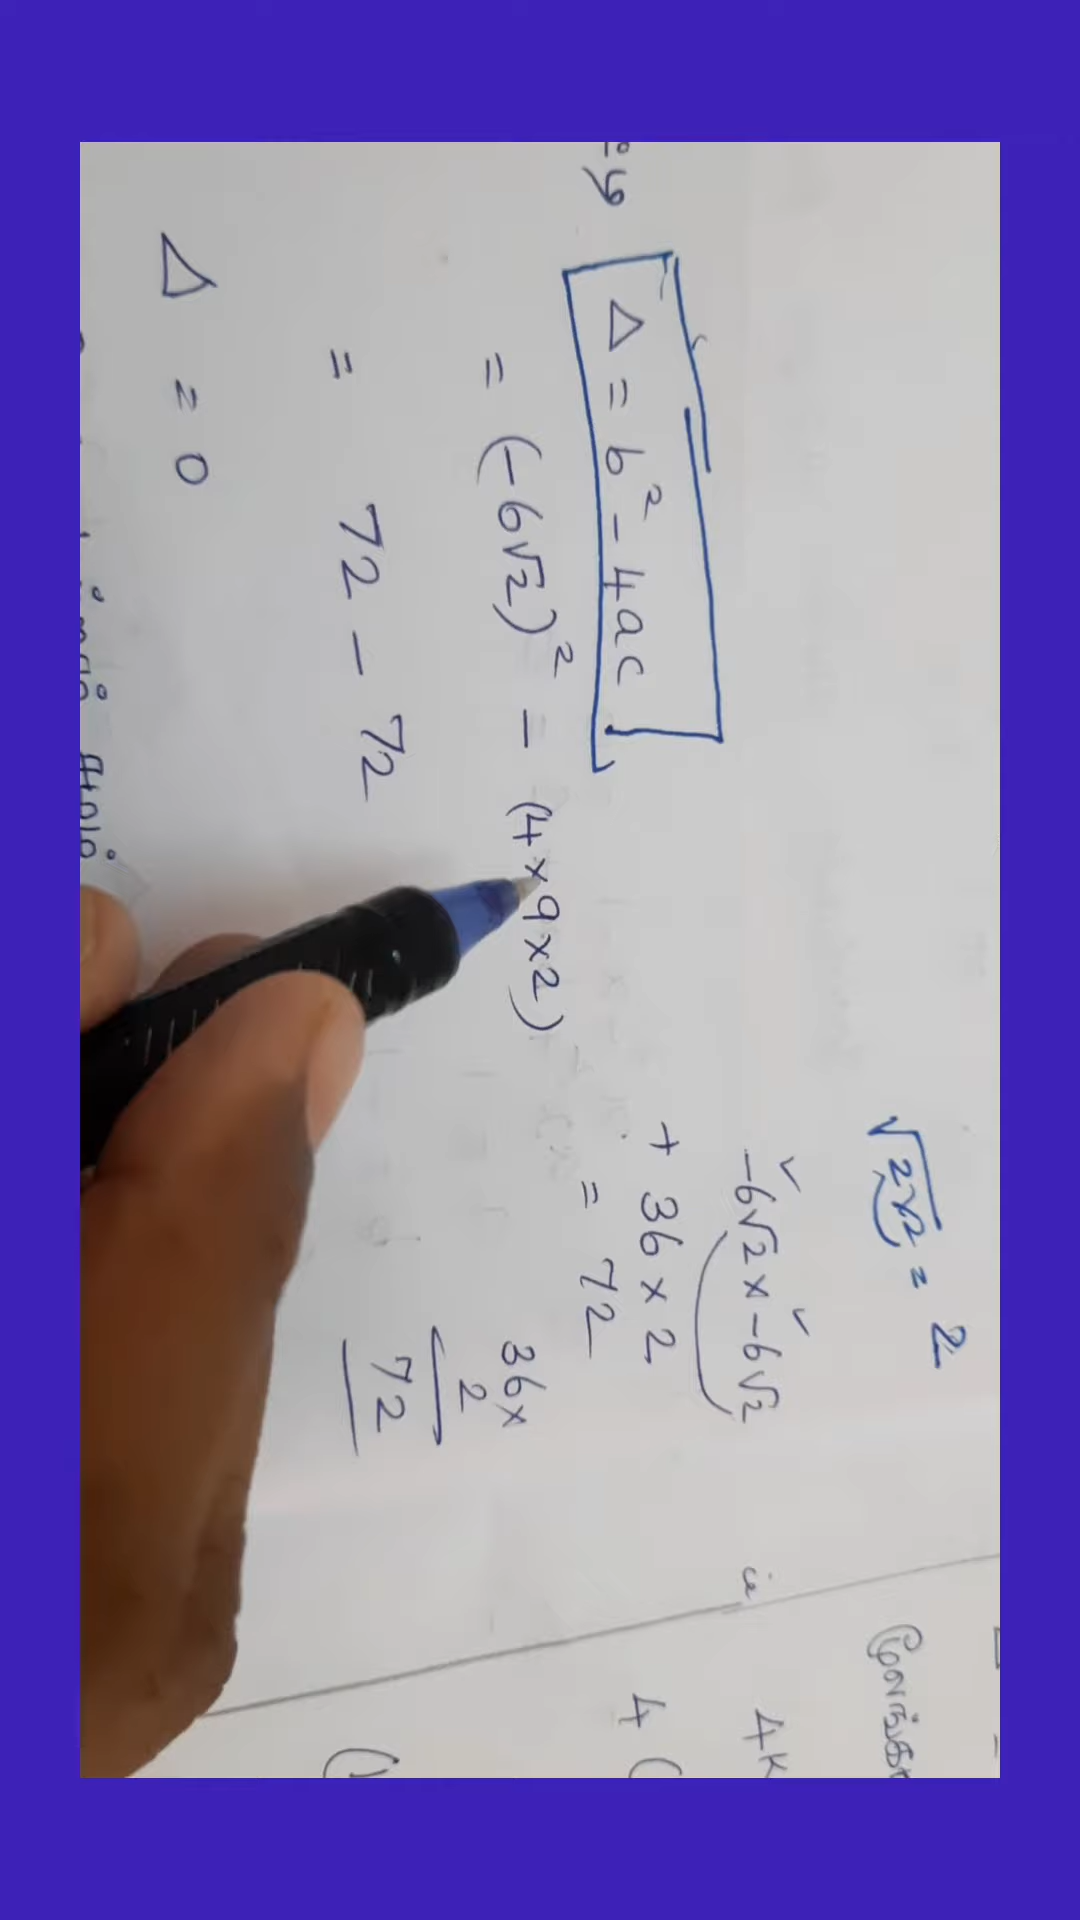 Δ = b² - 4ac
= (-6√2)² - (4×9×2)
= 72 - 72
Δ = 0
√2×2 = 2
-6√2 × -6√2
+ 36 × 2
= 72
36×
2
72
4K
4 (